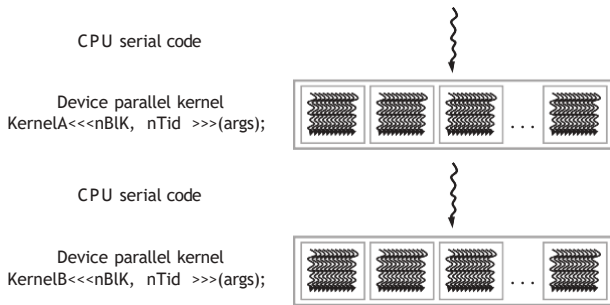 CPU serial code
Device parallel kernel
KernelA<<<nBlK, nTid >>>(args);
. . .
CPU serial code
Device parallel kernel
KernelB<<<nBlK, nTid >>>(args);
. . .